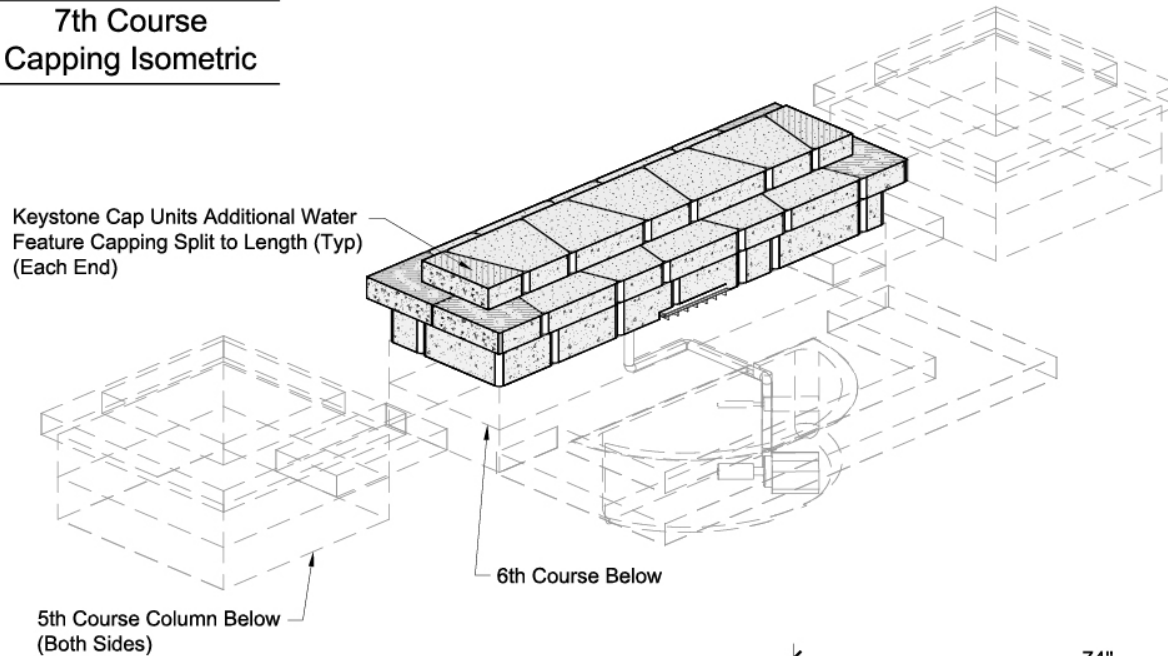 7th Course
Capping Isometric
Keystone Cap Units Additional Water
Feature Capping Split to Length (Typ)
(Each End)
6th Course Below
5th Course Column Below
(Both Sides)
74"